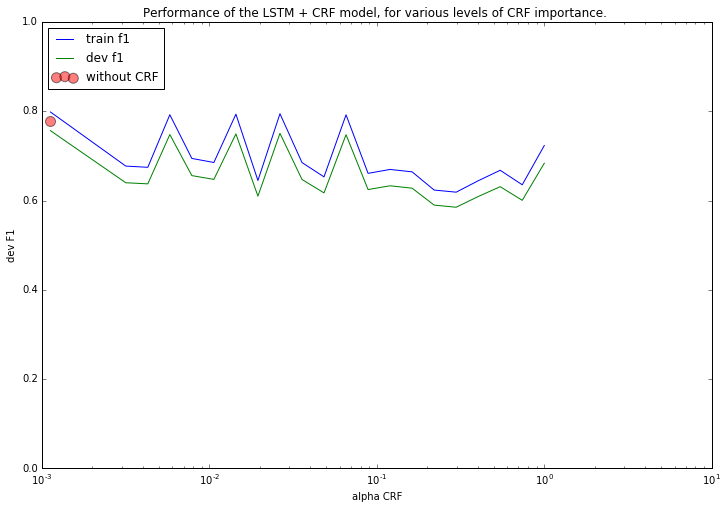 Performance of the LSTM + CRF model, for various levels of CRF importance.
train f1
dev f1
without CRF
1.0
0.8
0.6
0.4
0.2
0.0
dev F1
10^-3 10^-2 10^-1 10^0 10^1
alpha CRF